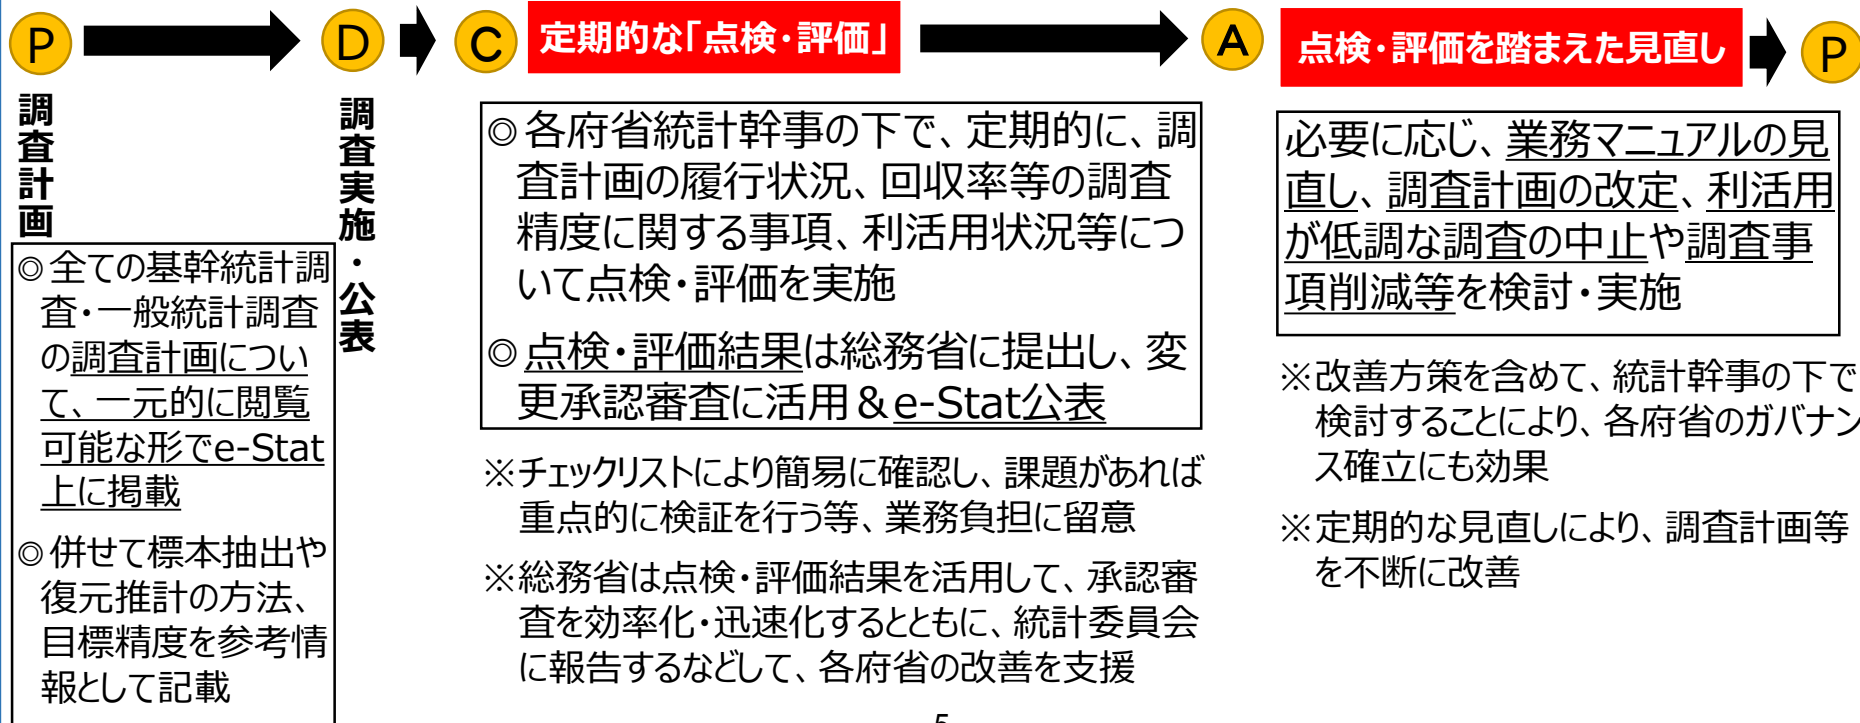 P
D
C
定期的な「点検・評価」
A
点検・評価を踏まえた見直し
P
調査計画
◎全ての基幹統計調
査・一般統計調査
の調査計画につい
て、一元的に閲覧
可能な形でe-Stat
上に掲載
◎併せて標本抽出や
復元推計の方法、
目標精度を参考情
報として記載
調査実施・公表
◎各府省統計幹事の下で、定期的に、調
査計画の履行状況、回収率等の調査
精度に関する事項、利活用状況等につ
いて点検・評価を実施
◎点検・評価結果は総務省に提出し、変
更承認審査に活用＆e-Stat公表
※チェックリストにより簡易に確認し、課題があれば
重点的に検証を行う等、業務負担に留意
※総務省は点検・評価結果を活用して、承認審
査を効率化・迅速化するとともに、統計委員会
に報告するなどして、各府省の改善を支援
必要に応じ、業務マニュアルの見
直し、調査計画の改定、利活用
が低調な調査の中止や調査事
項削減等を検討・実施
※改善方策を含めて、統計幹事の下で
検討することにより、各府省のガバナン
ス確立にも効果
※定期的な見直しにより、調査計画等
を不断に改善
5